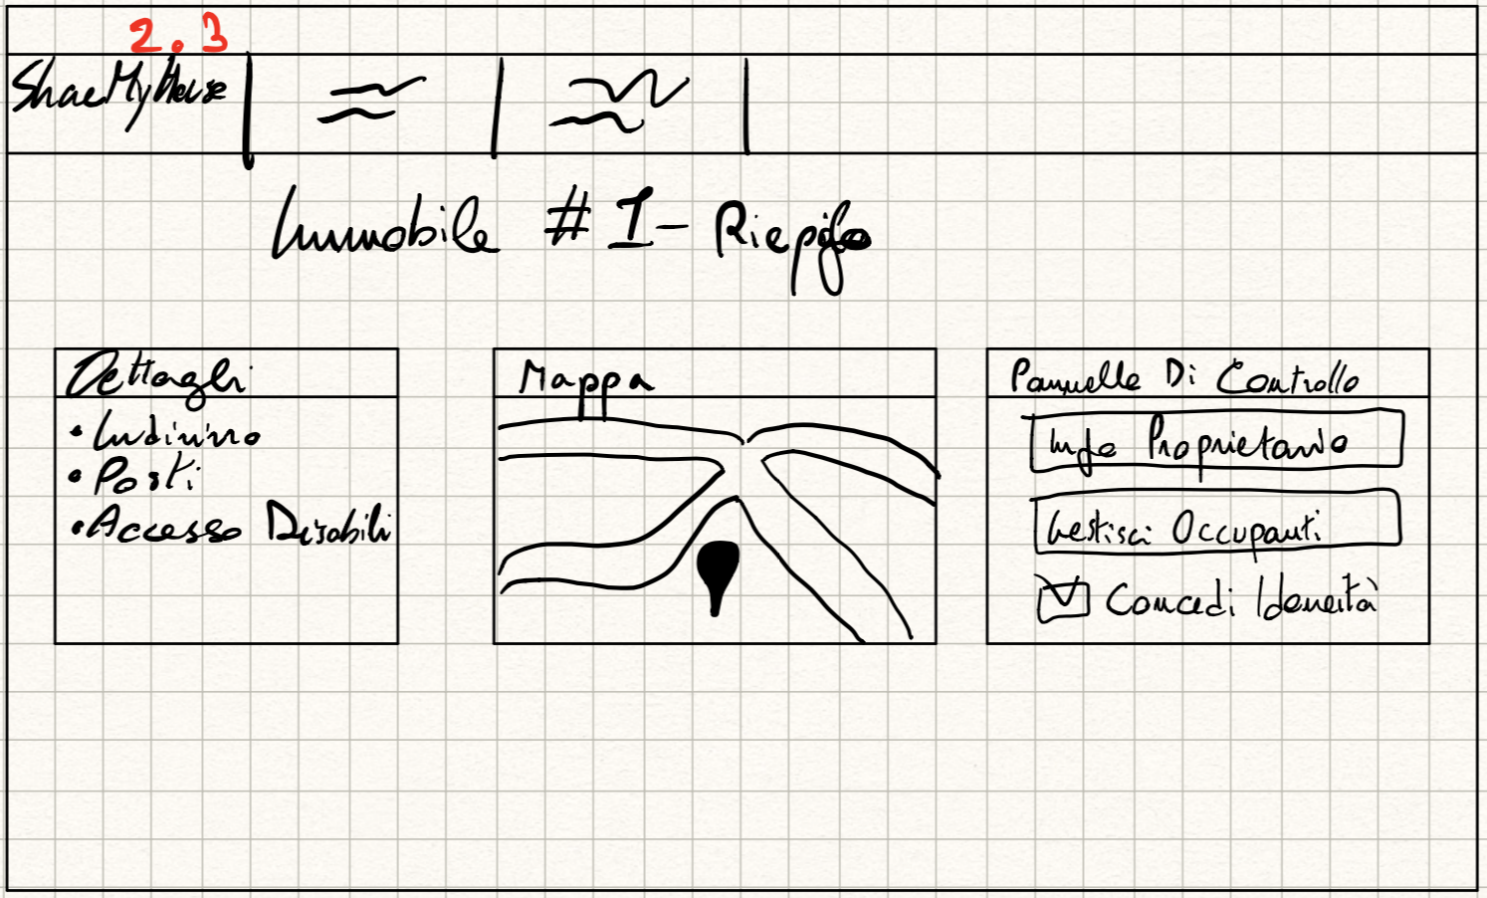 2.3
ShaeMyHouse
Immobile #1 - Riepilogo
Dettagli
• Indirizzo
• Posti
• Accesso Disabili
Mappa
Pannello Di Controllo
Info Proprietario
Gestisci Occupanti
Concedi Idoneità